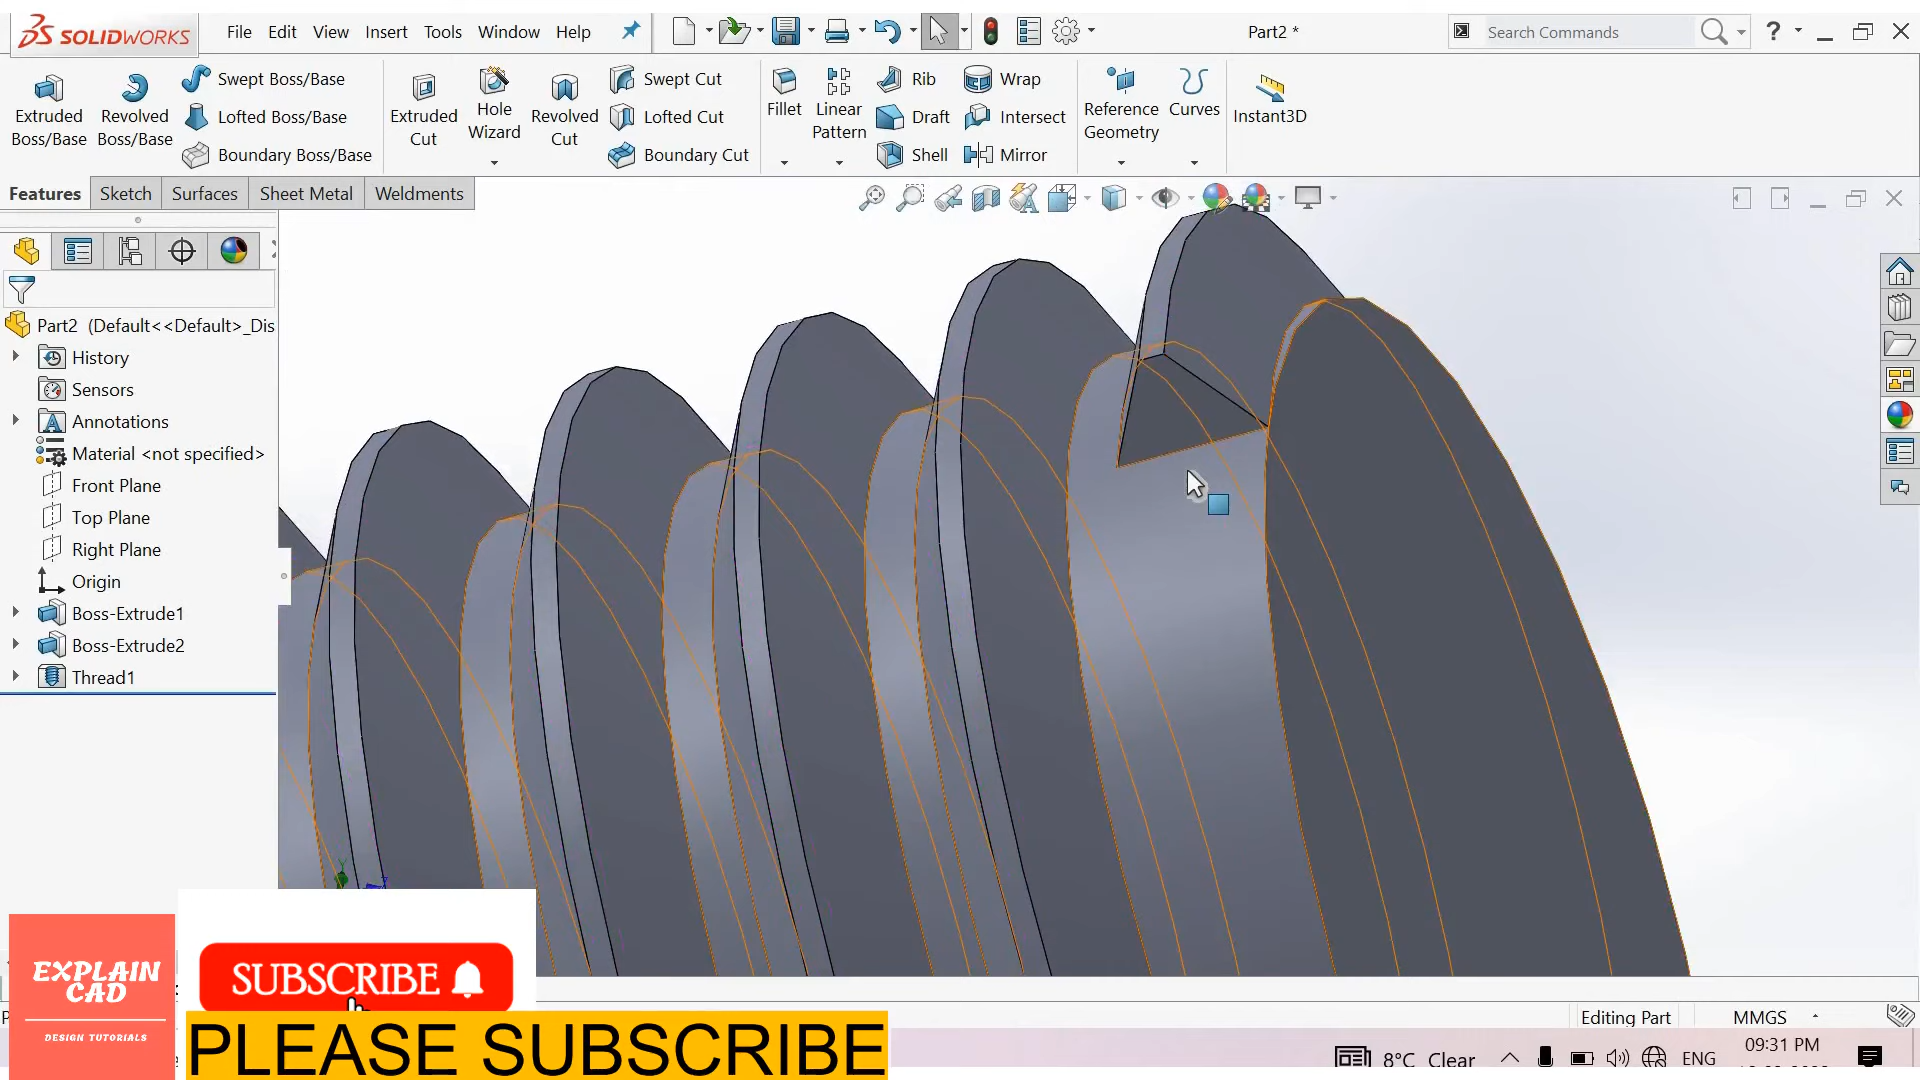 SOLIDWORKS
File Edit View Insert Tools Window Help
Part2 *
Search Commands
?
Extruded Boss/Base
Revolved Boss/Base
Swept Boss/Base
Lofted Boss/Base
Boundary Boss/Base
Extruded Cut
Hole Wizard
Revolved Cut
Swept Cut
Lofted Cut
Boundary Cut
Fillet
Linear Pattern
Rib
Draft
Shell
Wrap
Intersect
Mirror
Reference Geometry
Curves
Instant3D
Features Sketch Surfaces Sheet Metal Weldments
Part2 (Default<<Default>_Dis
History
Sensors
Annotations
Material <not specified>
Front Plane
Top Plane
Right Plane
Origin
Boss-Extrude1
Boss-Extrude2
Thread1
EXPLAIN
CAD
DESIGN TUTORIALS
SUBSCRIBE
PLEASE SUBSCRIBE
Editing Part MMGS
8°C Clear ENG 09:31 PM